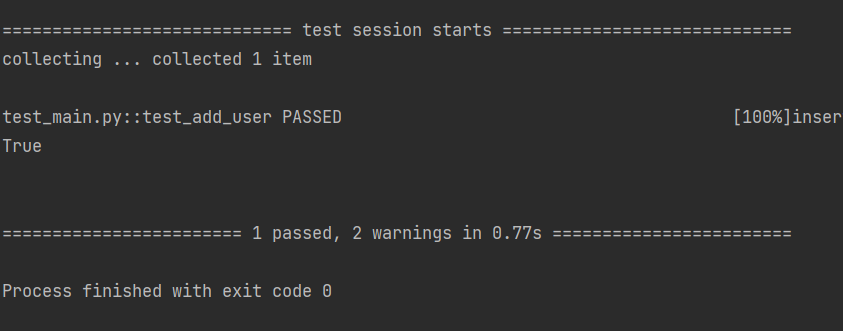 ============================= test session starts =============================
collecting ... collected 1 item
test_main.py::test_add_user PASSED [100%]inser
True
======================== 1 passed, 2 warnings in 0.77s ========================
Process finished with exit code 0